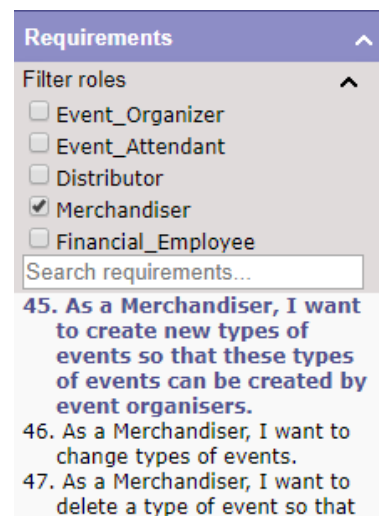 Requirements
Filter roles
Event_Organizer
Event_Attendant
Distributor
Merchandiser
Financial_Employee
Search requirements...
45. As a Merchandiser, I want
to create new types of
events so that these types
of events can be created by
event organisers.
46. As a Merchandiser, I want to
change types of events.
47. As a Merchandiser, I want to
delete a type of event so that